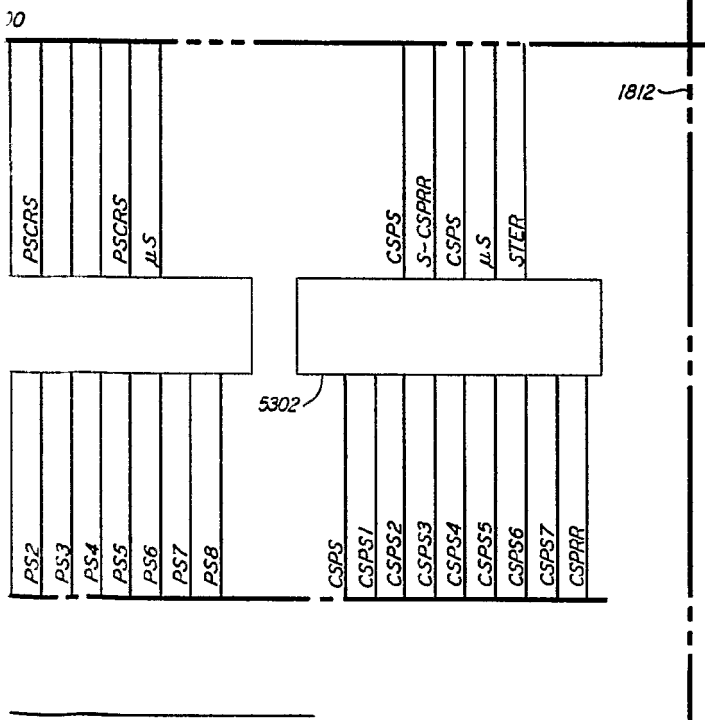 00
1812
PSCRS
PSCRS
µS
CSPS
S-CSPRR
CSPS
µS
STER
5302
PS2
PS3
PS4
PS5
PS6
PS7
PS8
CSPS
CSPS1
CSPS2
CSPS3
CSPS4
CSPS5
CSPS6
CSPS7
CSPRR